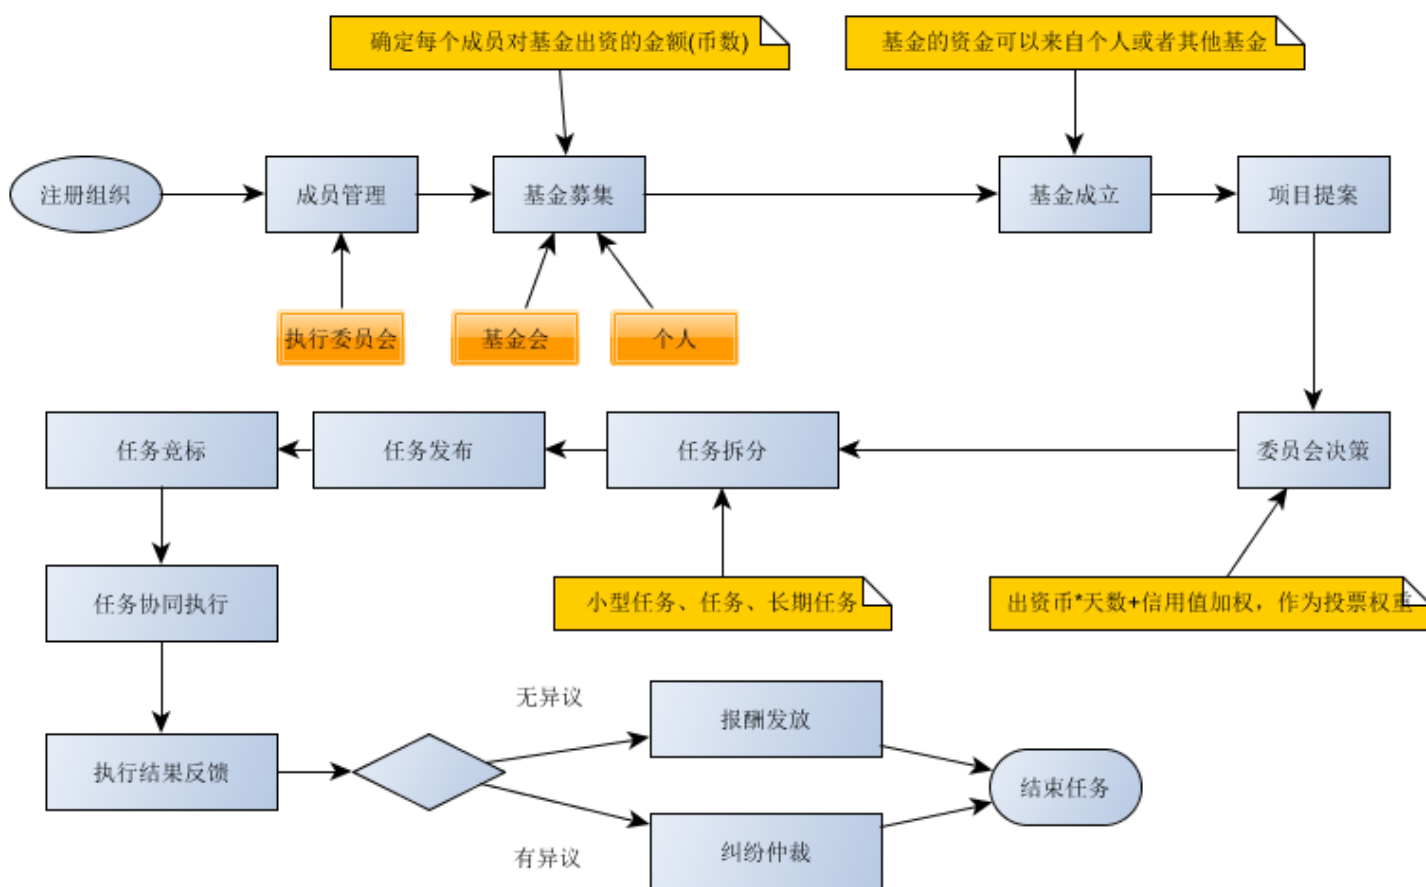 确定每个成员对基金出资的金额(币数)
基金的资金可以来自个人或者其他基金
注册组织
成员管理
基金募集
基金成立
项目提案
执行委员会
基金会
个人
任务竞标
任务发布
任务拆分
委员会决策
任务协同执行
小型任务、任务、长期任务
出资币*天数+信用值加权，作为投票权重
无异议
报酬发放
执行结果反馈
结束任务
有异议
纠纷仲裁